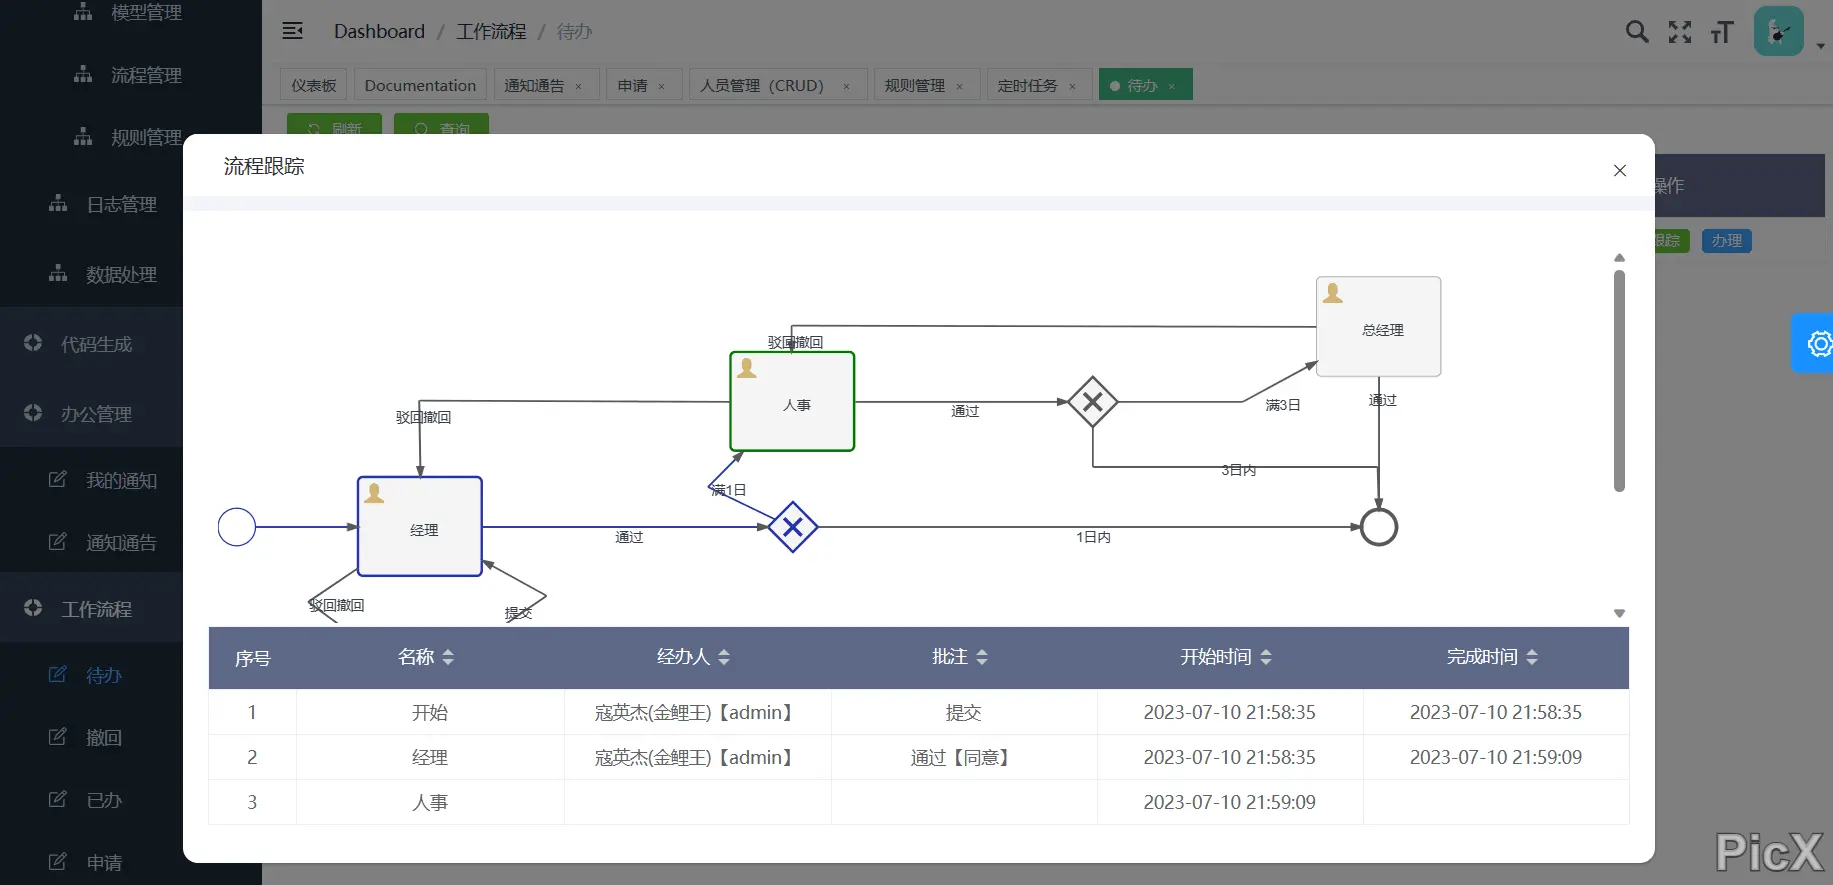 模型管理
流程管理
规则管理
日志管理
数据处理
代码生成
办公管理
我的通知
通知通告
工作流程
待办
撤回
已办
申请
Dashboard / 工作流程 / 待办
仪表板 Documentation 通知通告 × 申请 × 人员管理（CRUD） × 规则管理 × 定时任务 × 待办 ×
刷新 查询
操作
跟踪 办理
流程跟踪
总经理
驳回撤回
人事
驳回撤回
通过
满3日
通过
3日内
满1日
经理
通过
1日内
驳回撤回
提交
序号 名称 经办人 批注 开始时间 完成时间
1 开始 寇英杰(金鲤王)【admin】 提交 2023-07-10 21:58:35 2023-07-10 21:58:35
2 经理 寇英杰(金鲤王)【admin】 通过【同意】 2023-07-10 21:58:35 2023-07-10 21:59:09
3 人事 2023-07-10 21:59:09
PicX